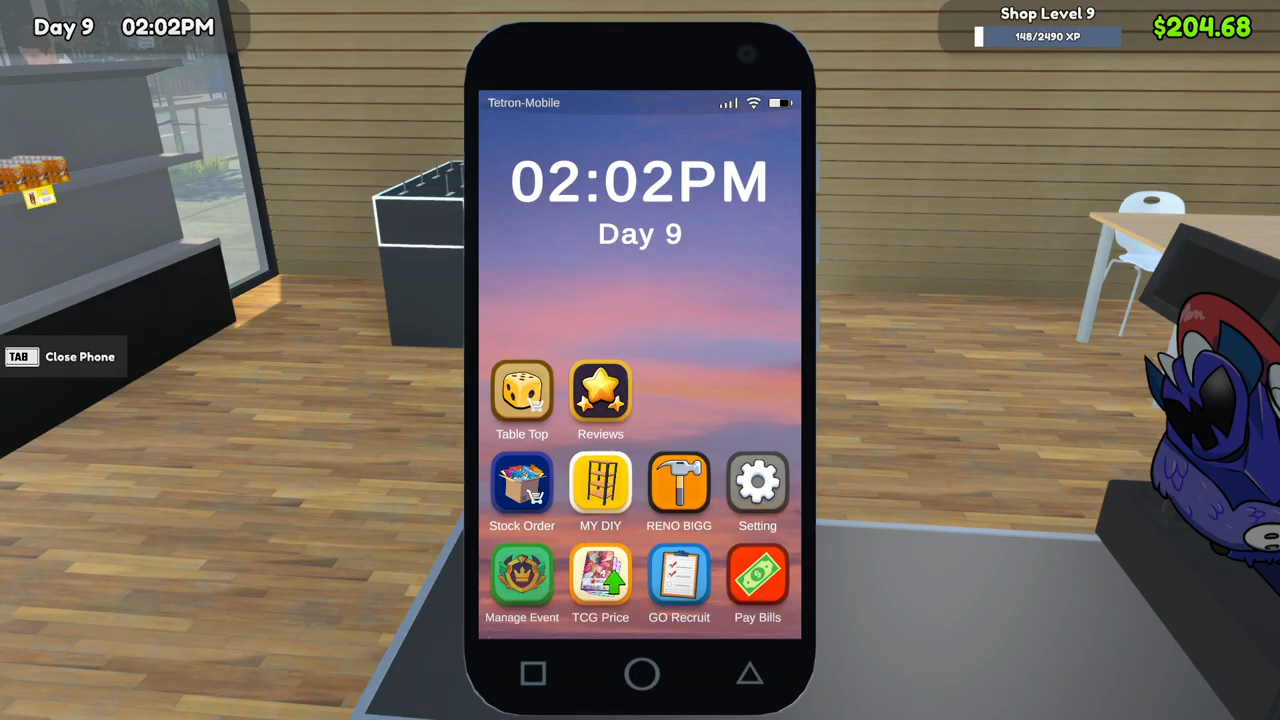 Day 9 02:02PM
Shop Level 9
148/2490 XP
$204.68
Tetron-Mobile
02:02PM
Day 9
TAB Close Phone
Table Top
Reviews
Stock Order
MY DIY
RENO BIGG
Setting
Manage Event
TCG Price
GO Recruit
Pay Bills